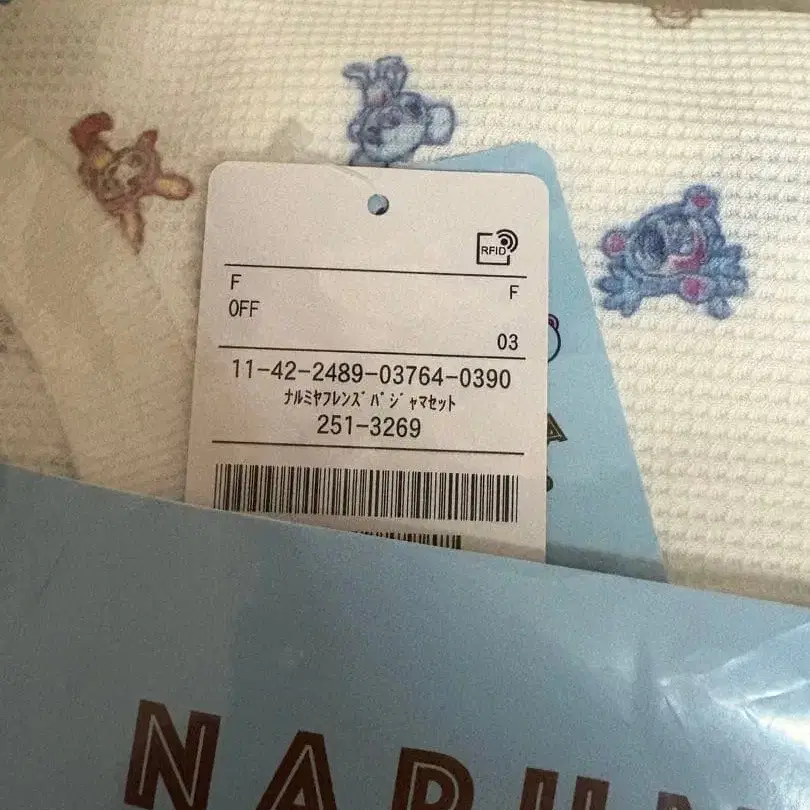 RFID
F F
OFF
03
11-42-2489-03764-0390
ﾅﾙﾐﾔﾌﾚﾝｽﾞﾊﾟｼﾞｬﾏｾｯﾄ
251-3269